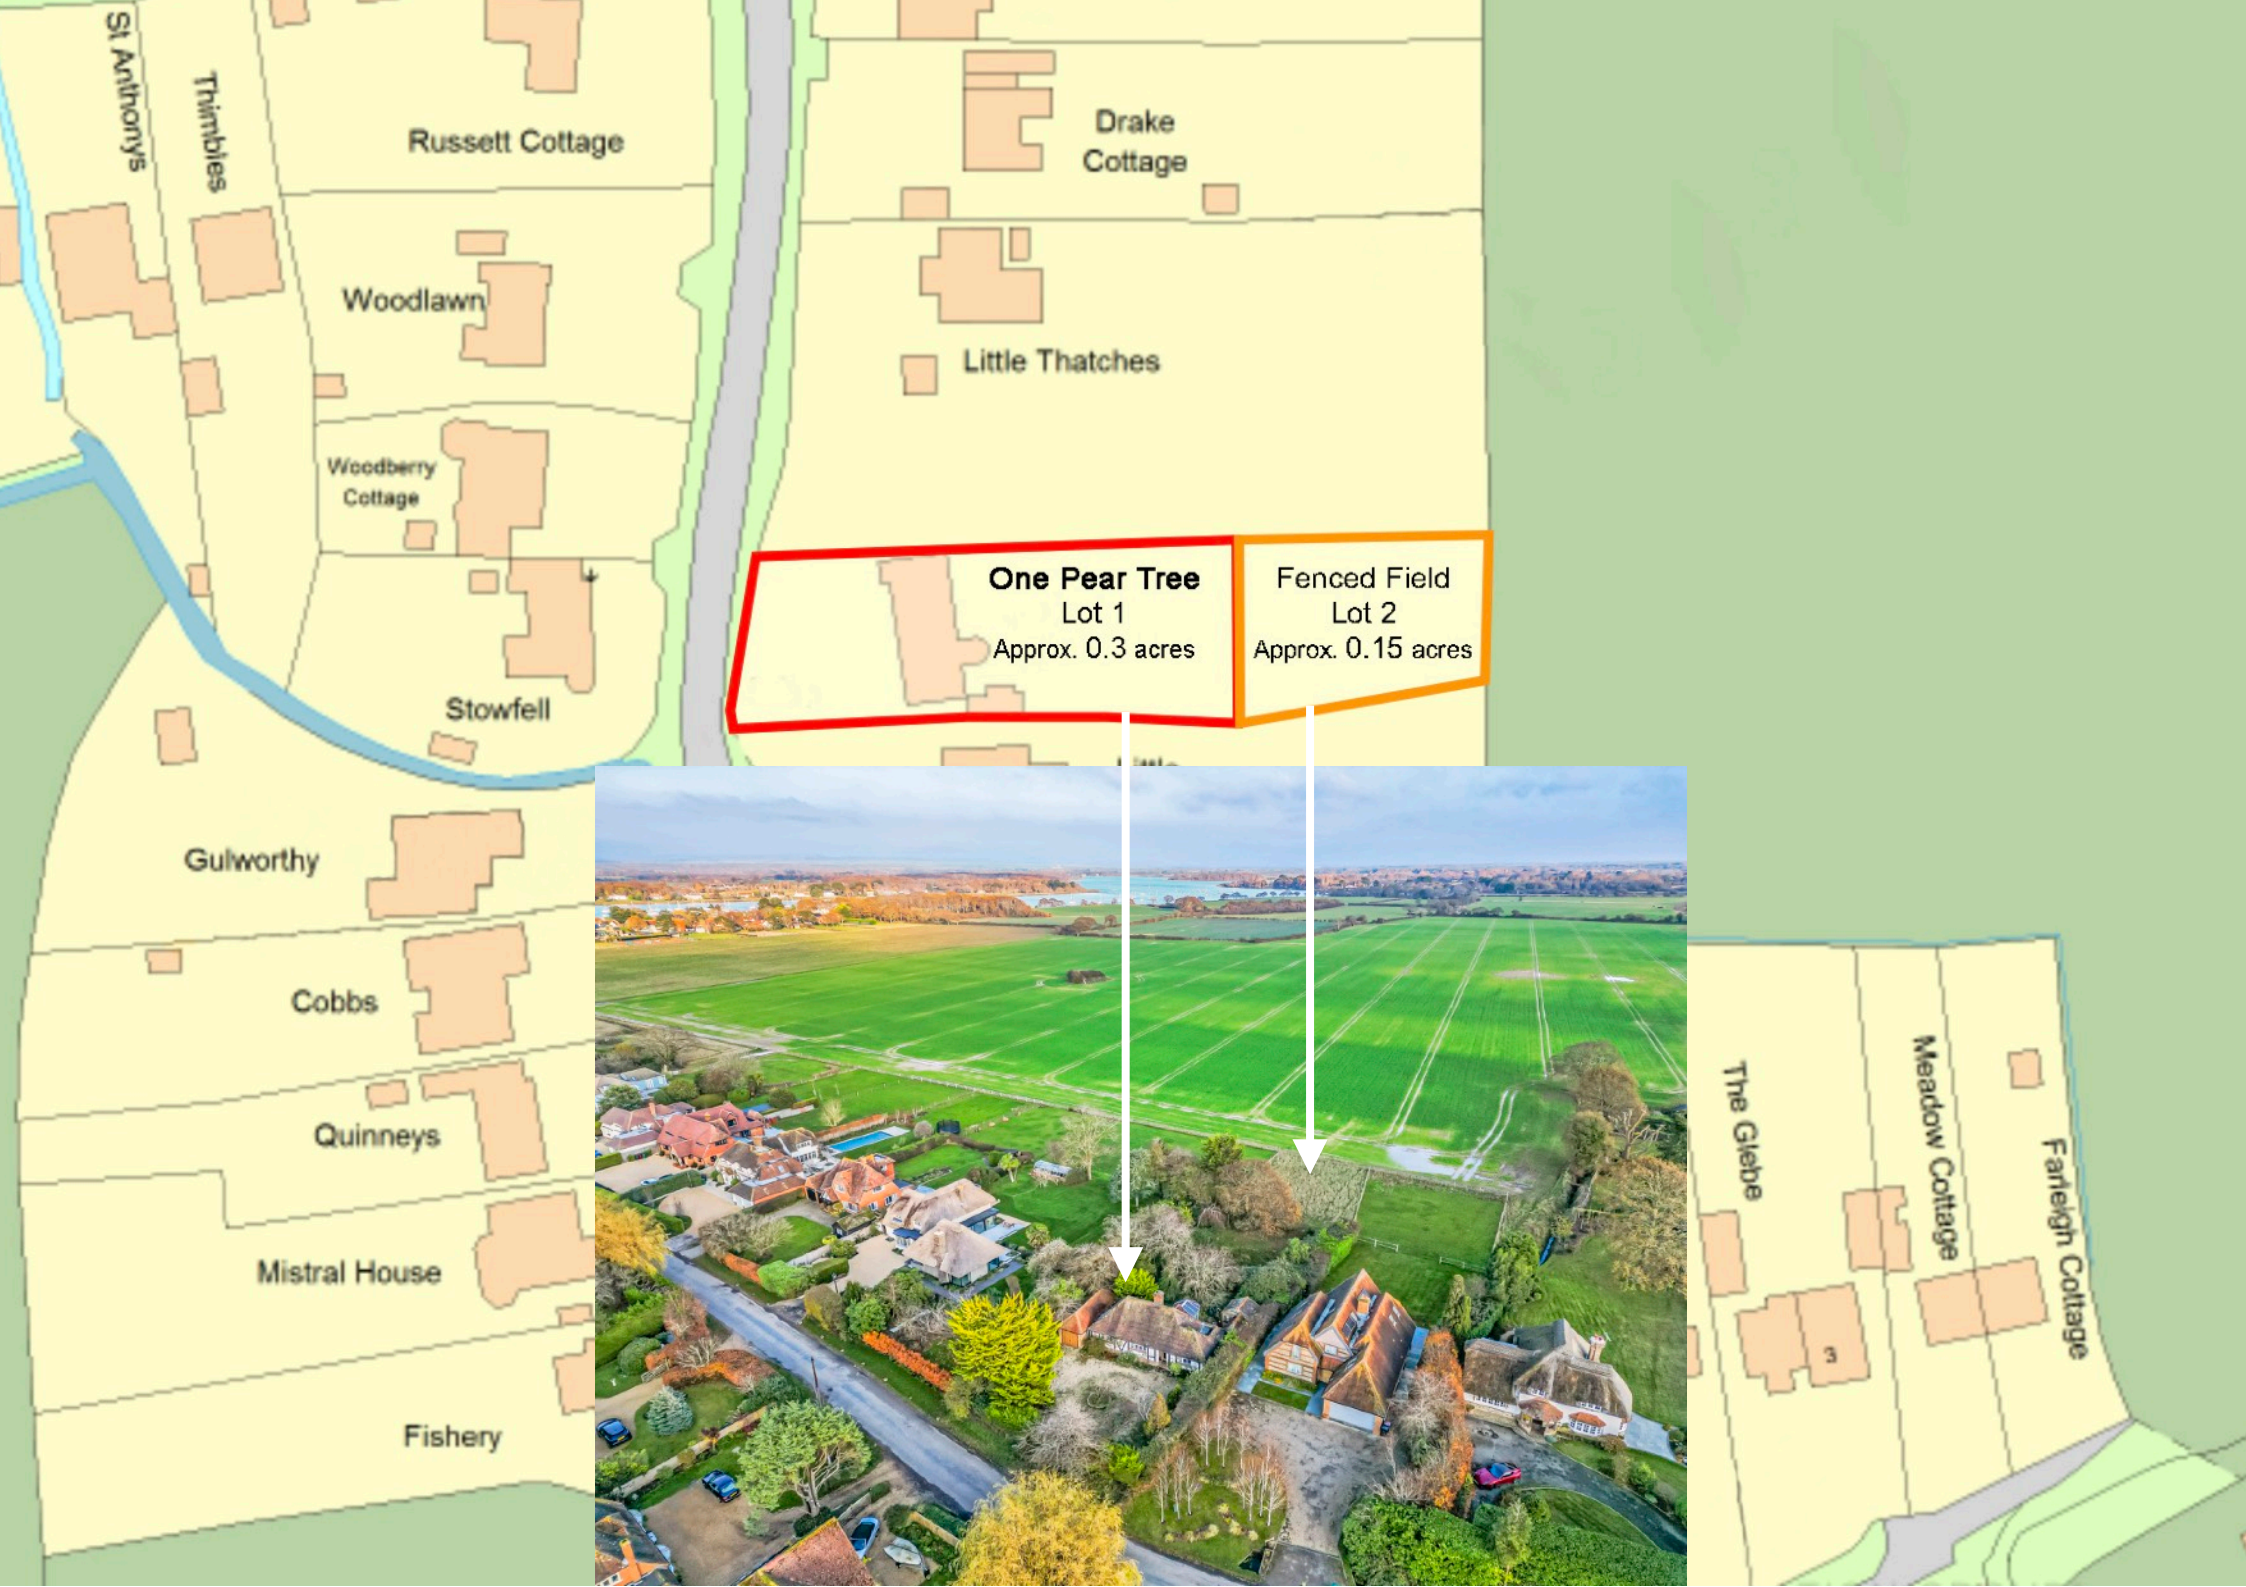 St Anthonys
Thimbles
Russett Cottage
Drake
Cottage
Woodlawn
Little Thatches
Woodberry
Cottage
One Pear Tree
Lot 1
Approx. 0.3 acres
Fenced Field
Lot 2
Approx. 0.15 acres
Stowfell
Little
Gulworthy
Cobbs
Quinneys
Mistral House
Fishery
The Glebe
Meadow Cottage
Farleigh Cottage
3